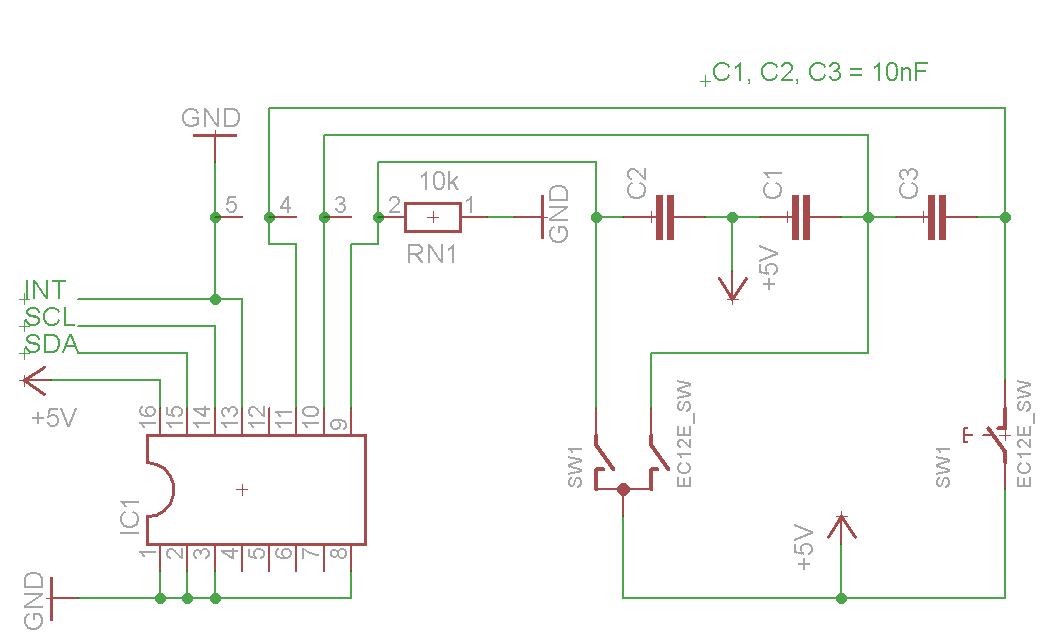 C1, C2, C3 = 10nF
GND
5
4
3
2
10k
1
RN1
GND
C2
C1
C3
+5V
INT
SCL
SDA
+5V
16
15
14
13
12
11
10
9
IC1
1
2
3
4
5
6
7
8
GND
SW1
EC12E_SW
SW1
EC12E_SW
+5V